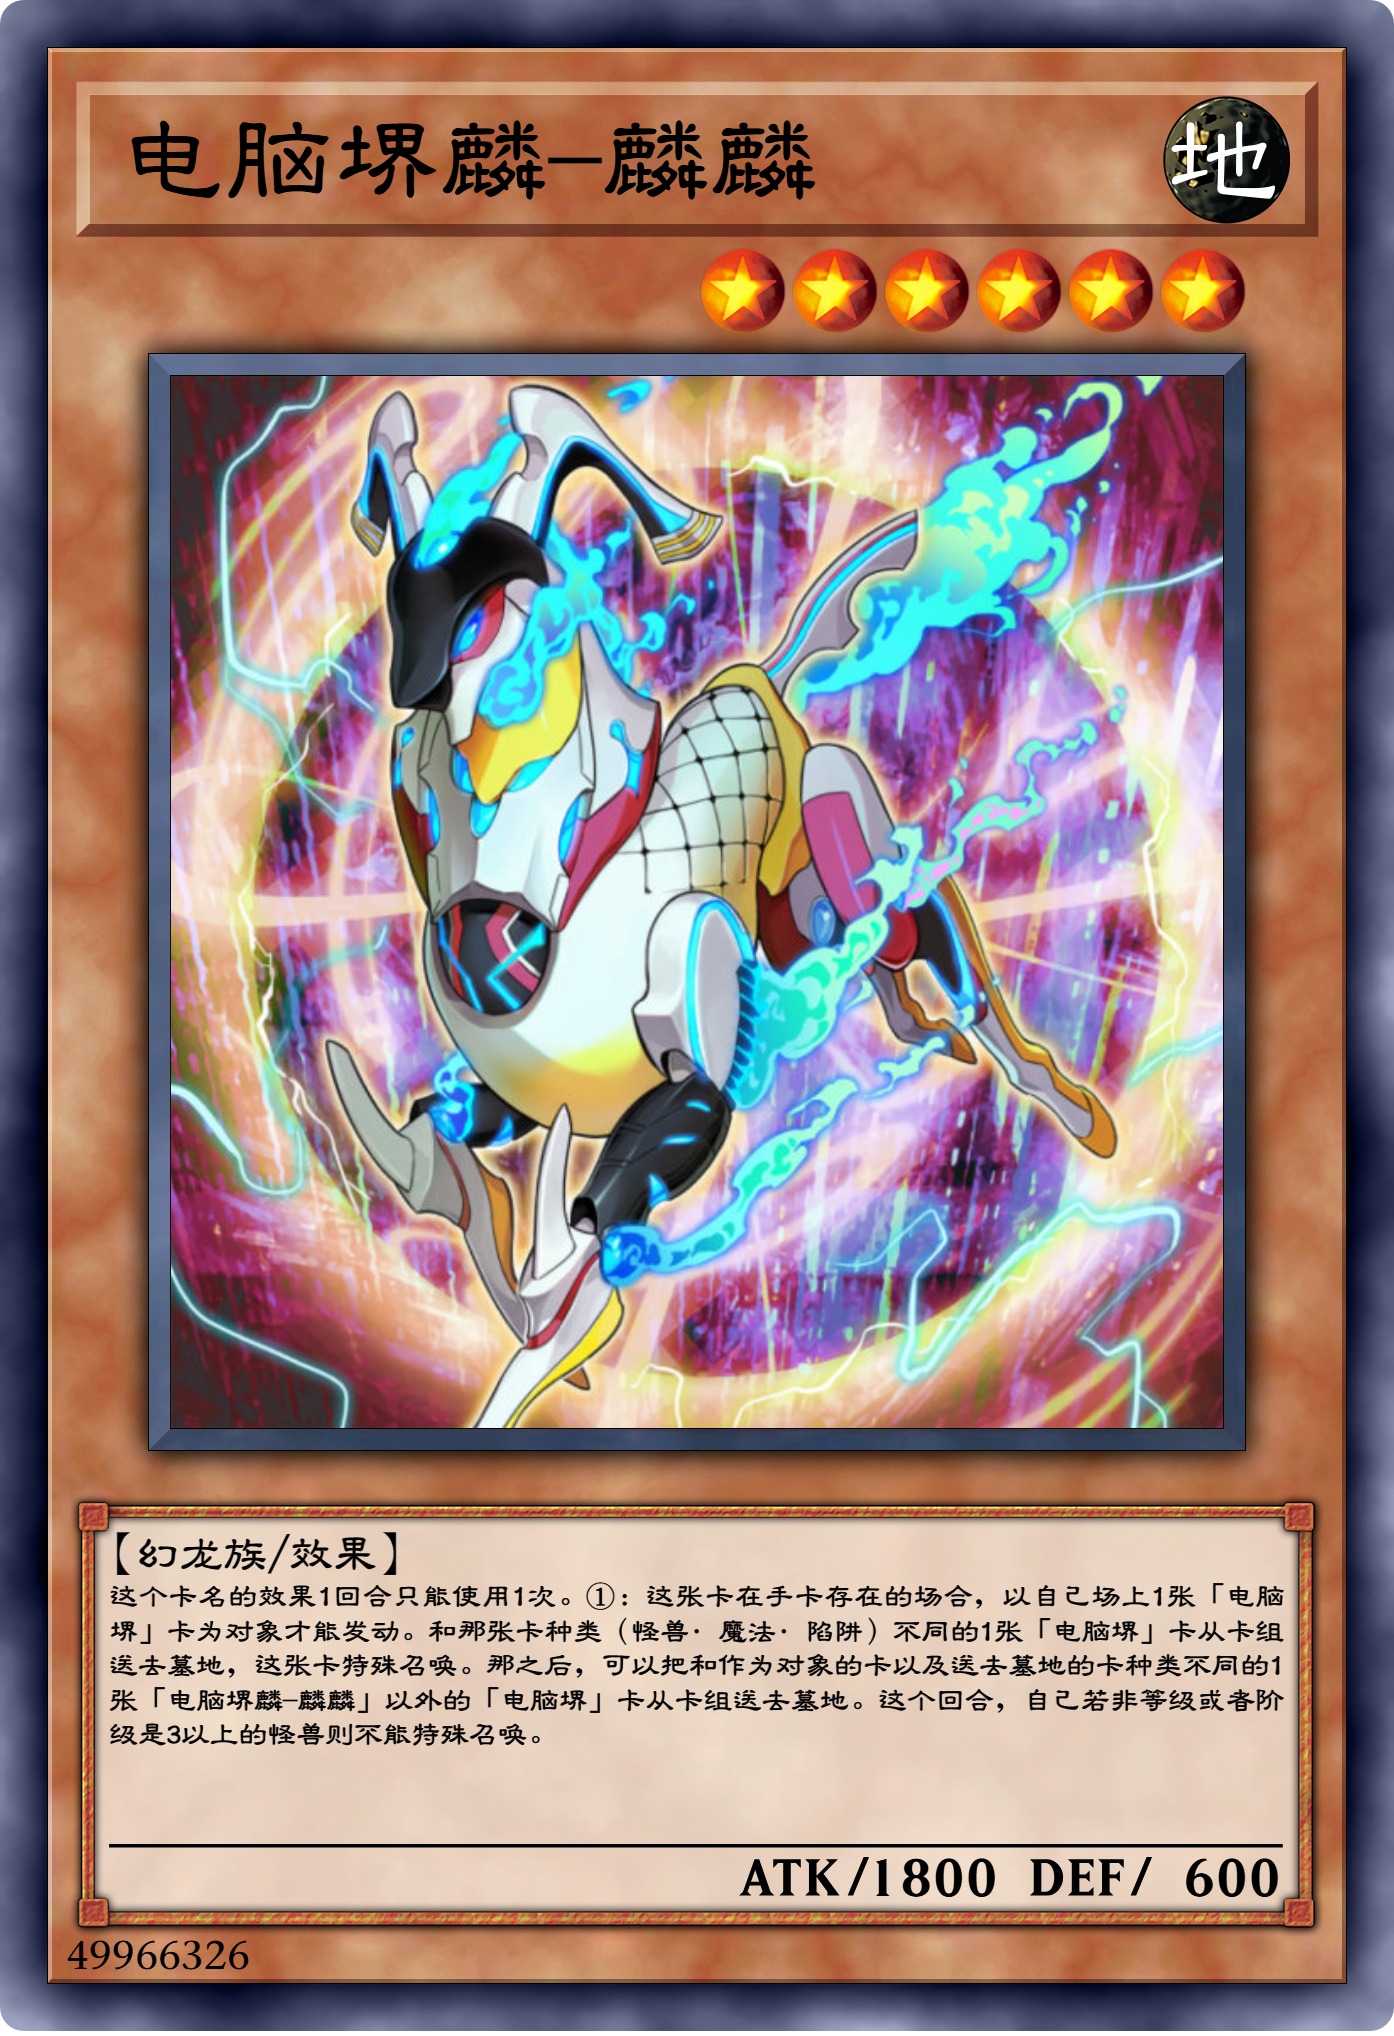 电脑堺麟-麟麟
地
【幻龙族/效果】
这个卡名的效果1回合只能使用1次。①：这张卡在手卡存在的场合，以自己场上1张「电脑
堺」卡为对象才能发动。和那张卡种类（怪兽·魔法·陷阱）不同的1张「电脑堺」卡从卡组
送去墓地，这张卡特殊召唤。那之后，可以把和作为对象的卡以及送去墓地的卡种类不同的1
张「电脑堺麟-麟麟」以外的「电脑堺」卡从卡组送去墓地。这个回合，自己若非等级或者阶
级是3以上的怪兽则不能特殊召唤。
ATK/1800 DEF/ 600
49966326